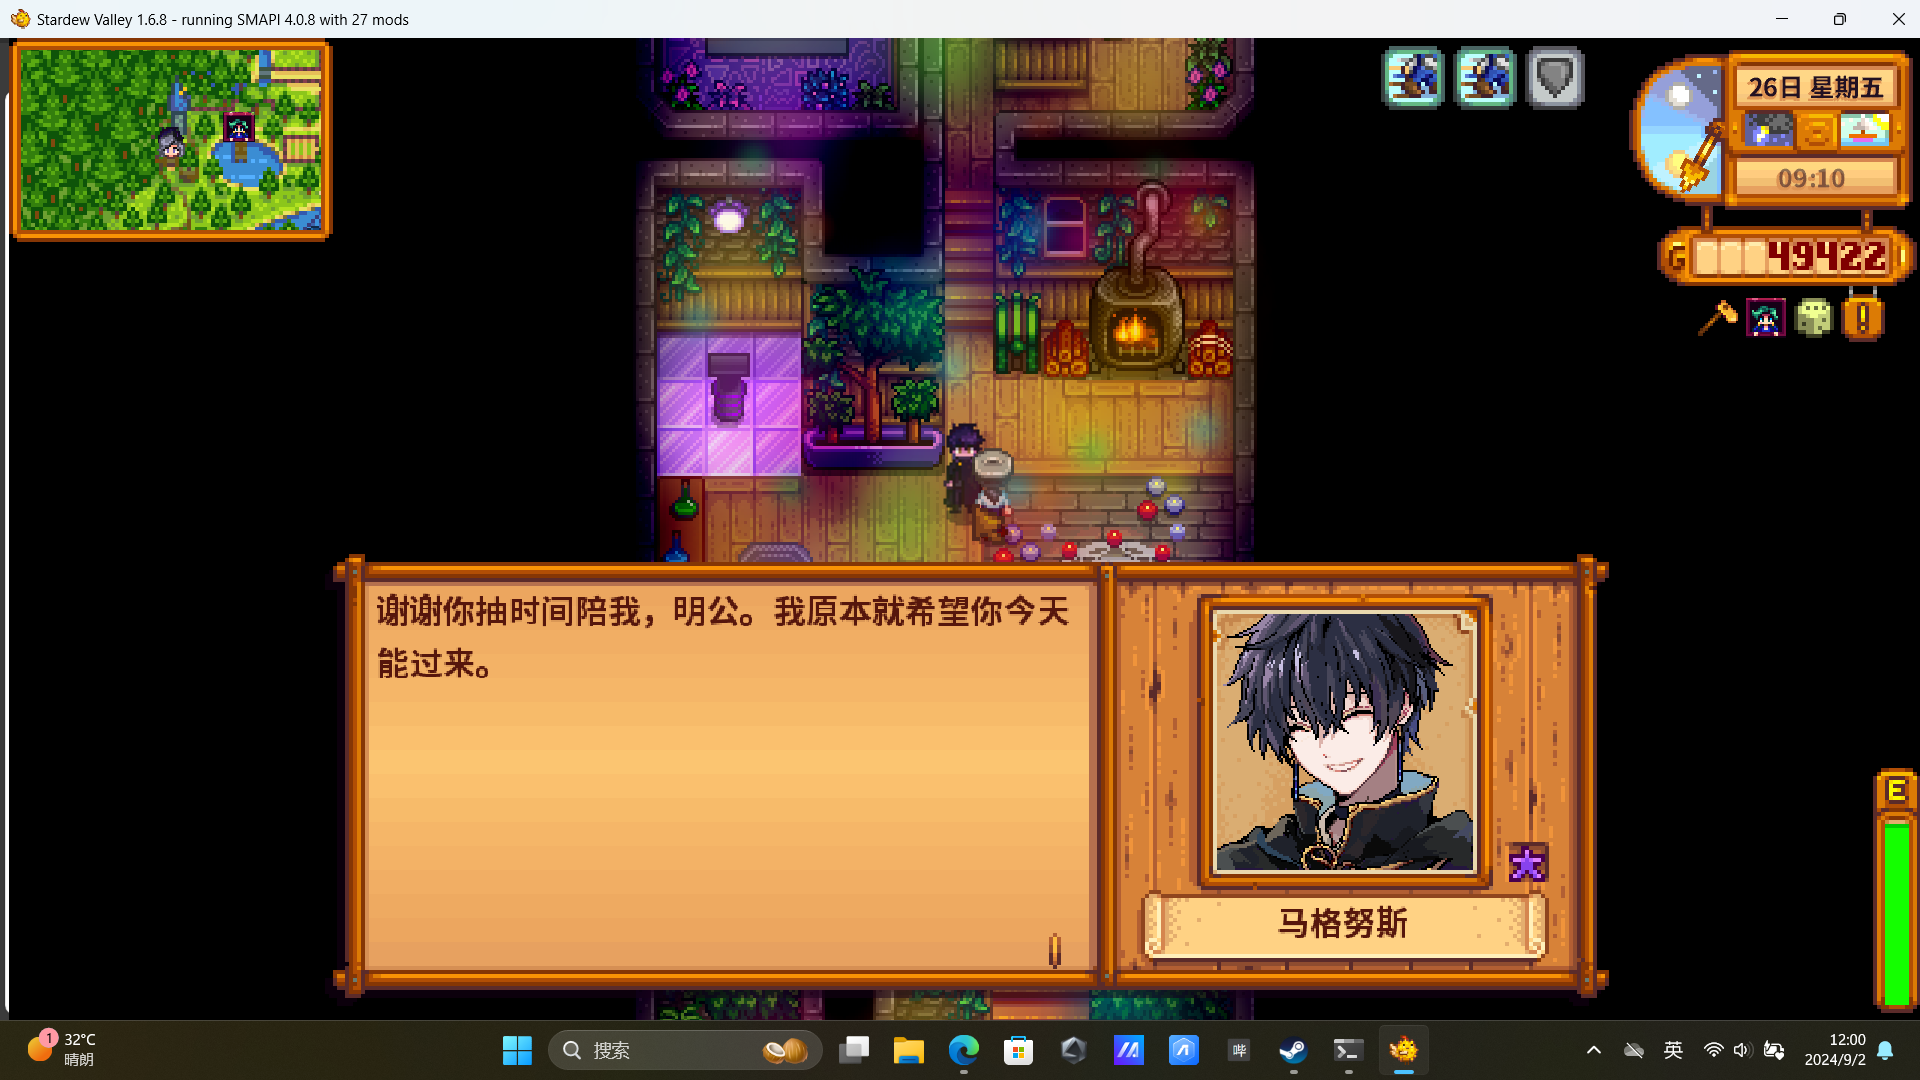 Stardew Valley 1.6.8 - running SMAPI 4.0.8 with 27 mods
26日 星期五
09:10
G 49422
谢谢你抽时间陪我，明公。我原本就希望你今天
能过来。
马格努斯
E
1
32°C
晴朗
搜索
哔
英
12:00
2024/9/2